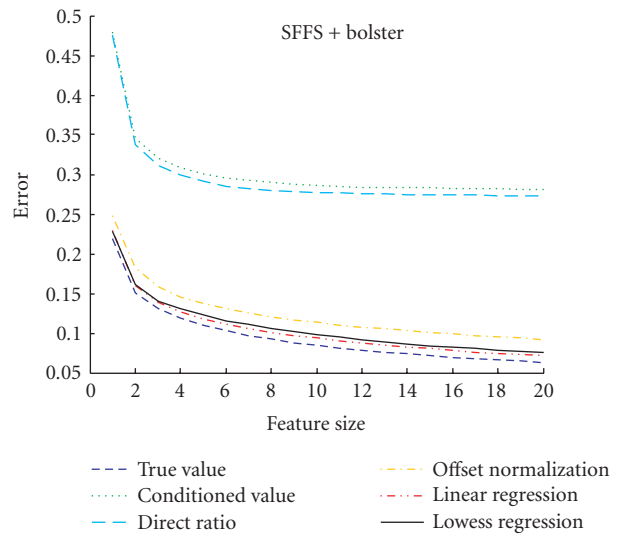 SFFS + bolster
0.5
0.45
0.4
0.35
0.3
0.25
0.2
0.15
0.1
0.05
Error
0 2 4 6 8 10 12 14 16 18 20
Feature size
True value
Conditioned value
Direct ratio
Offset normalization
Linear regression
Lowess regression